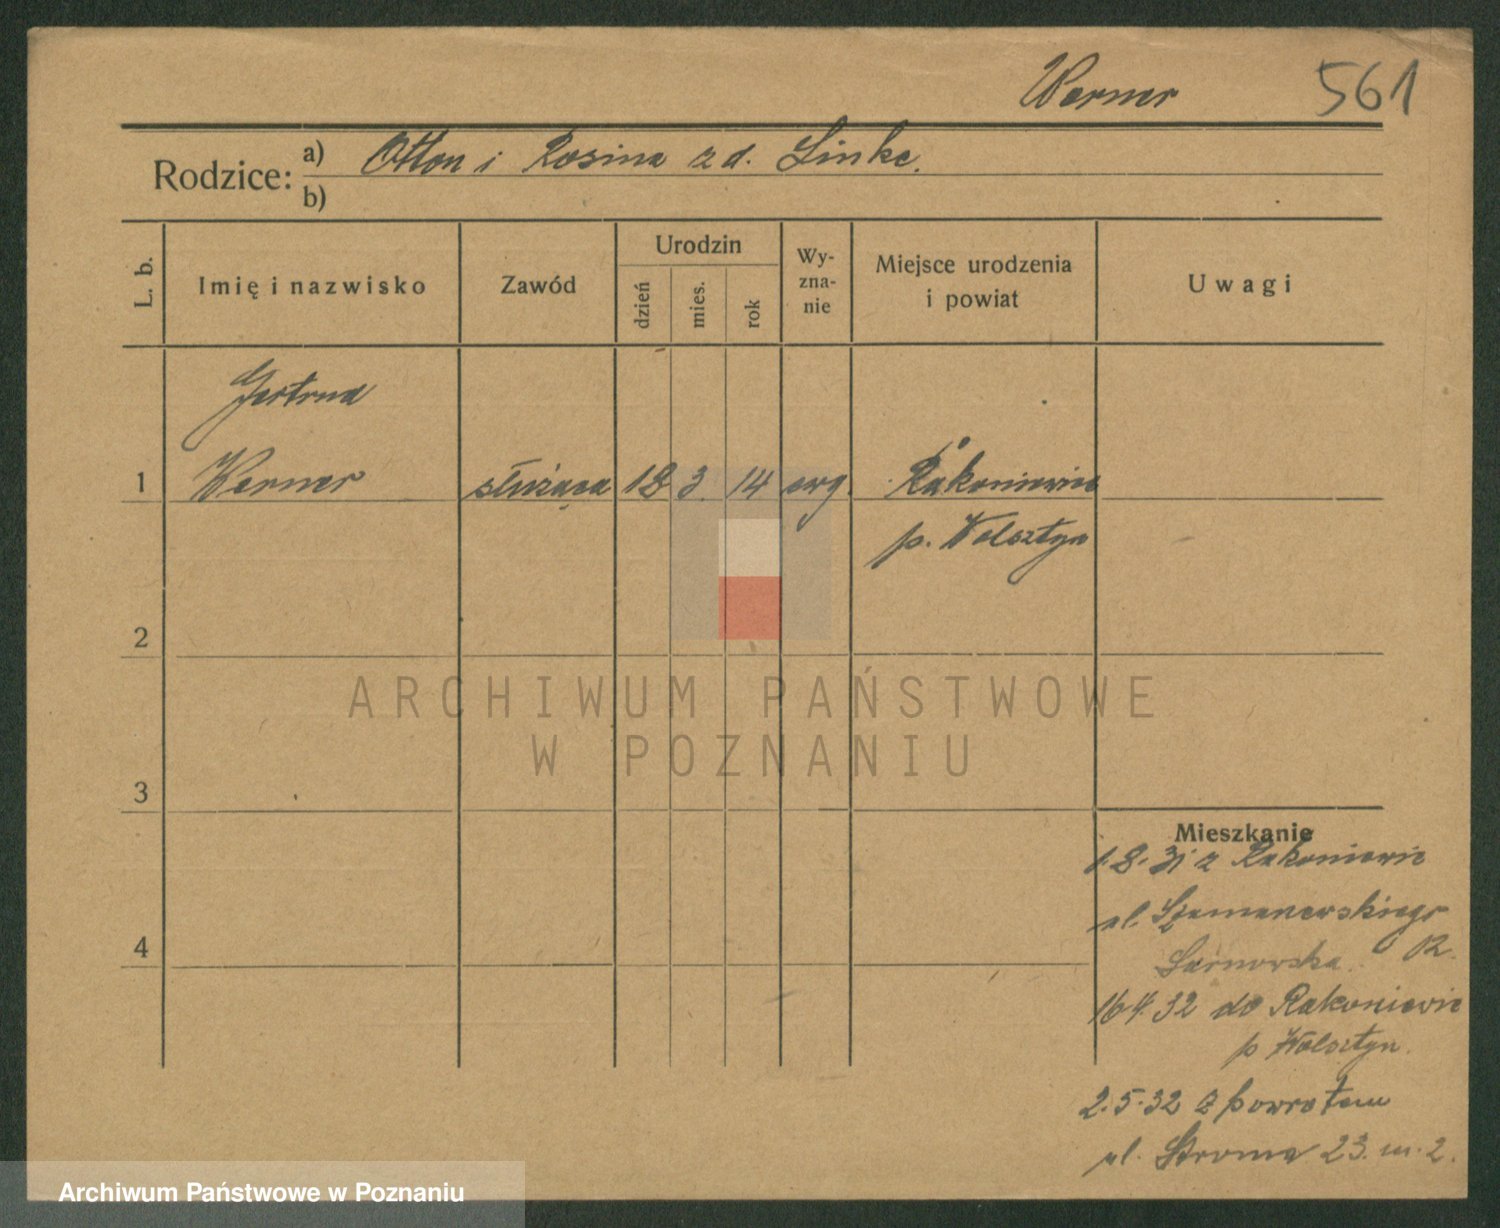 Werner 561
Rodzice: a) Otton i Rosina z d. Linke.
b)
L. b.
Imię i nazwisko
Zawód
Urodzin
dzień
mies.
rok
Wy-
zna-
nie
Miejsce urodzenia
i powiat
Uwagi
Gertrud
1 Werner służąca 18 3. 14 ewg. Rakoniewice
p. Wolsztyn
2
ARCHIWUM PAŃSTWOWE
W POZNANIU
3
Mieszkanie
1.8.31 z Rakoniewic
ul. Szamarzewskiego
12.
Sarnowska.
4
16.4.32 do Rakoniewic
p Wolsztyn.
2.5.32 z powrotem
ul. Stroma 23. m. 2.
Archiwum Państwowe w Poznaniu